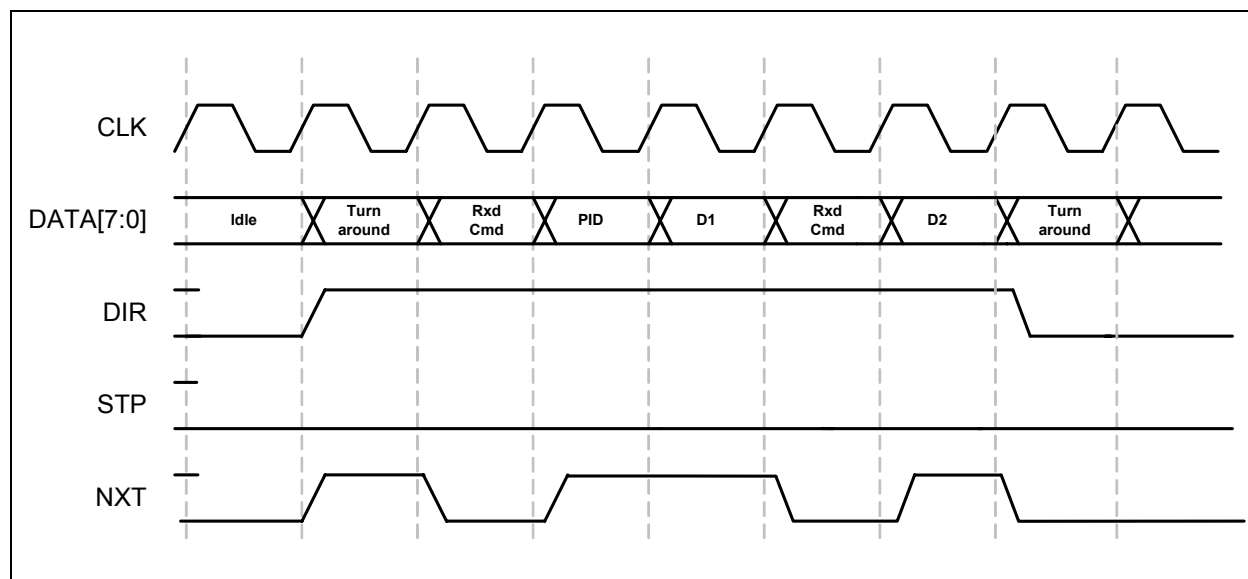 CLK
DATA[7:0]
Idle
Turn
around
Rxd
Cmd
PID
D1
Rxd
Cmd
D2
Turn
around
DIR
STP
NXT